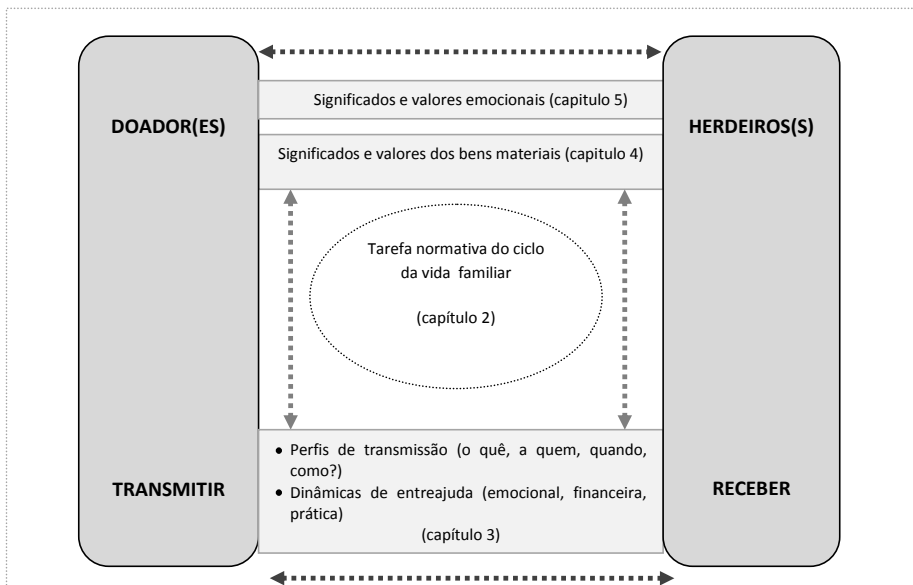 Significados e valores emocionais (capitulo 5)
DOADOR(ES)
HERDEIROS(S)
Significados e valores dos bens materiais (capitulo 4)
Tarefa normativa do ciclo
da vida familiar
(capítulo 2)
• Perfis de transmissão (o quê, a quem, quando,
como?)
• Dinâmicas de entreajuda (emocional, financeira,
prática)
(capítulo 3)
TRANSMITIR
RECEBER